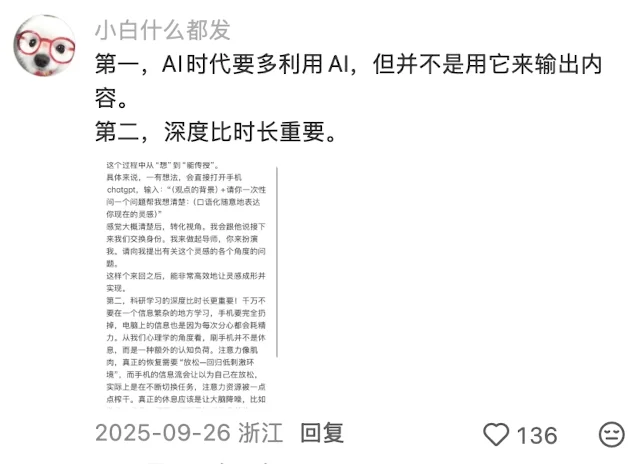 小白什么都发
第一，AI时代要多利用AI，但并不是用它来输出内
容。
第二，深度比时长重要。
这个过程中从“想”到“能传授”。
具体来说，一有想法，会直接打开手机
chatgpt，输入：“（观点的背景）+请你一次性
问一个问题帮我想清楚：（口语化随意地表达
你现在的灵感）”
感觉大概清楚后，转化视角。我会跟他说接下
来我们交换身份，我来做起导师，你来扮演
我，请向我提出有关这个灵感的各个角度的问
题。
这样个来回之后，能非常高效地让灵感成形并
实现。
第二，科研学习的深度比时长更重要！千万不
要在一个信息繁杂的地方学习，手机要完全扔
掉，电脑上的信息也是因为每次分心都会耗精
力。从我们心理学的角度看，刷手机并不是休
息，而是一种额外的认知负荷。注意力像肌
肉，真正的恢复需要“放松—回归低刺激环
境”，而手机的信息流会让以为自己在放松，
实际上是在不断切换任务，注意力资源被一点
点榨干。真正的休息应该是让大脑降噪，比如
2025-09-26 浙江 回复
136